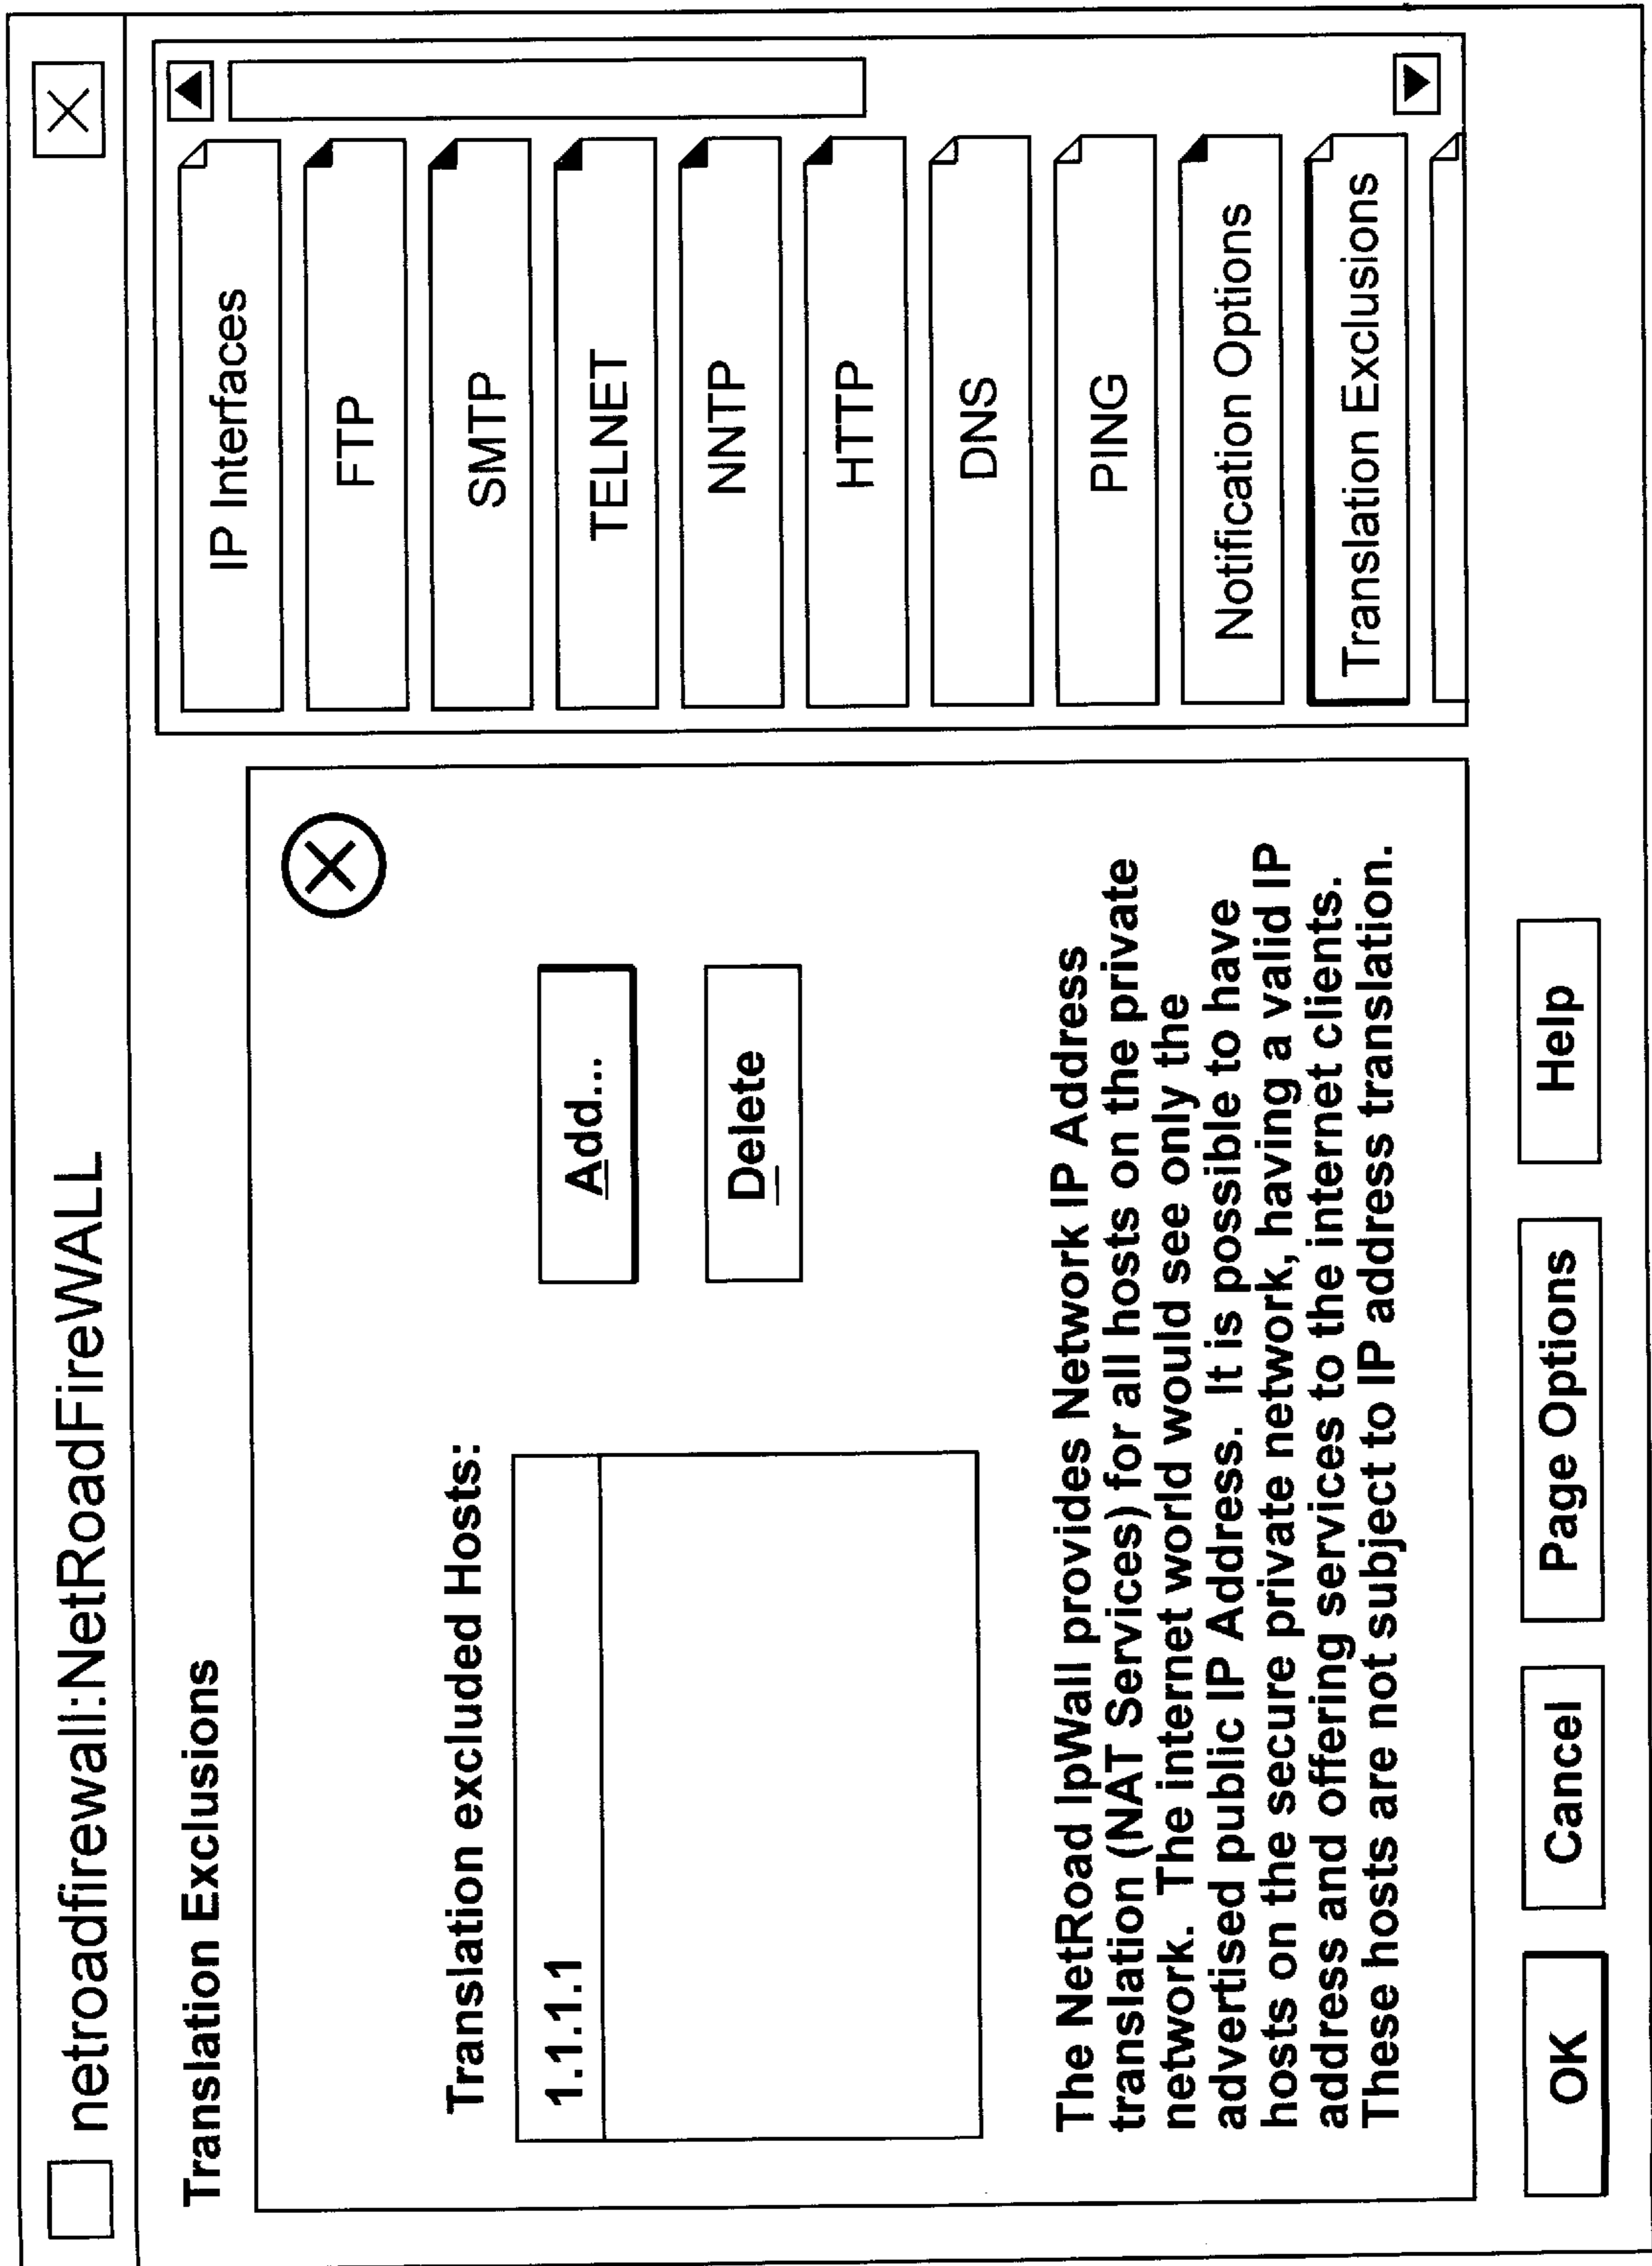 netroadfirewall:NetRoadFireWALL
Translation Exclusions
Translation excluded Hosts:
1.1.1.1
Add...
Delete
The NetRoad IpWall provides Network IP Address
translation (NAT Services) for all hosts on the private
network. The internet world would see only the
advertised public IP Address. It is possible to have
hosts on the secure private network, having a valid IP
address and offering services to the internet clients.
These hosts are not subject to IP address translation.
IP Interfaces
FTP
SMTP
TELNET
NNTP
HTTP
DNS
PING
Notification Options
Translation Exclusions
OK
Cancel
Page Options
Help